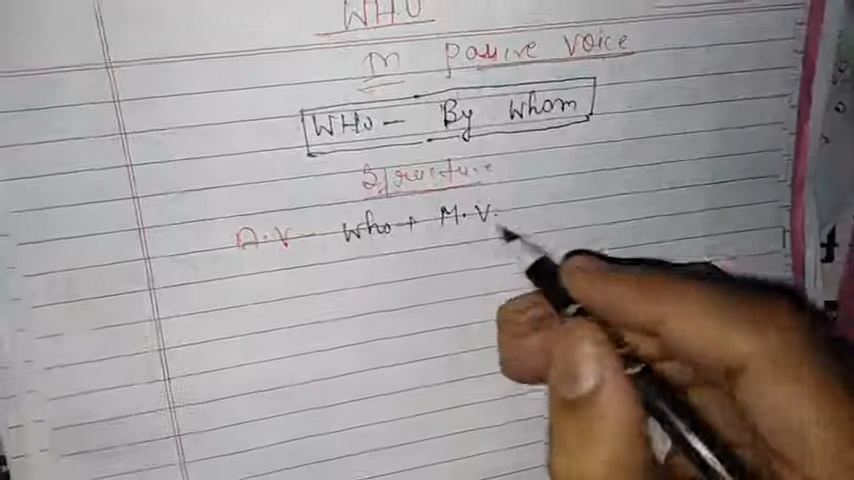 WHO
In Passive Voice
WHO - By Whom
Structure
A.V - Who + M.V.